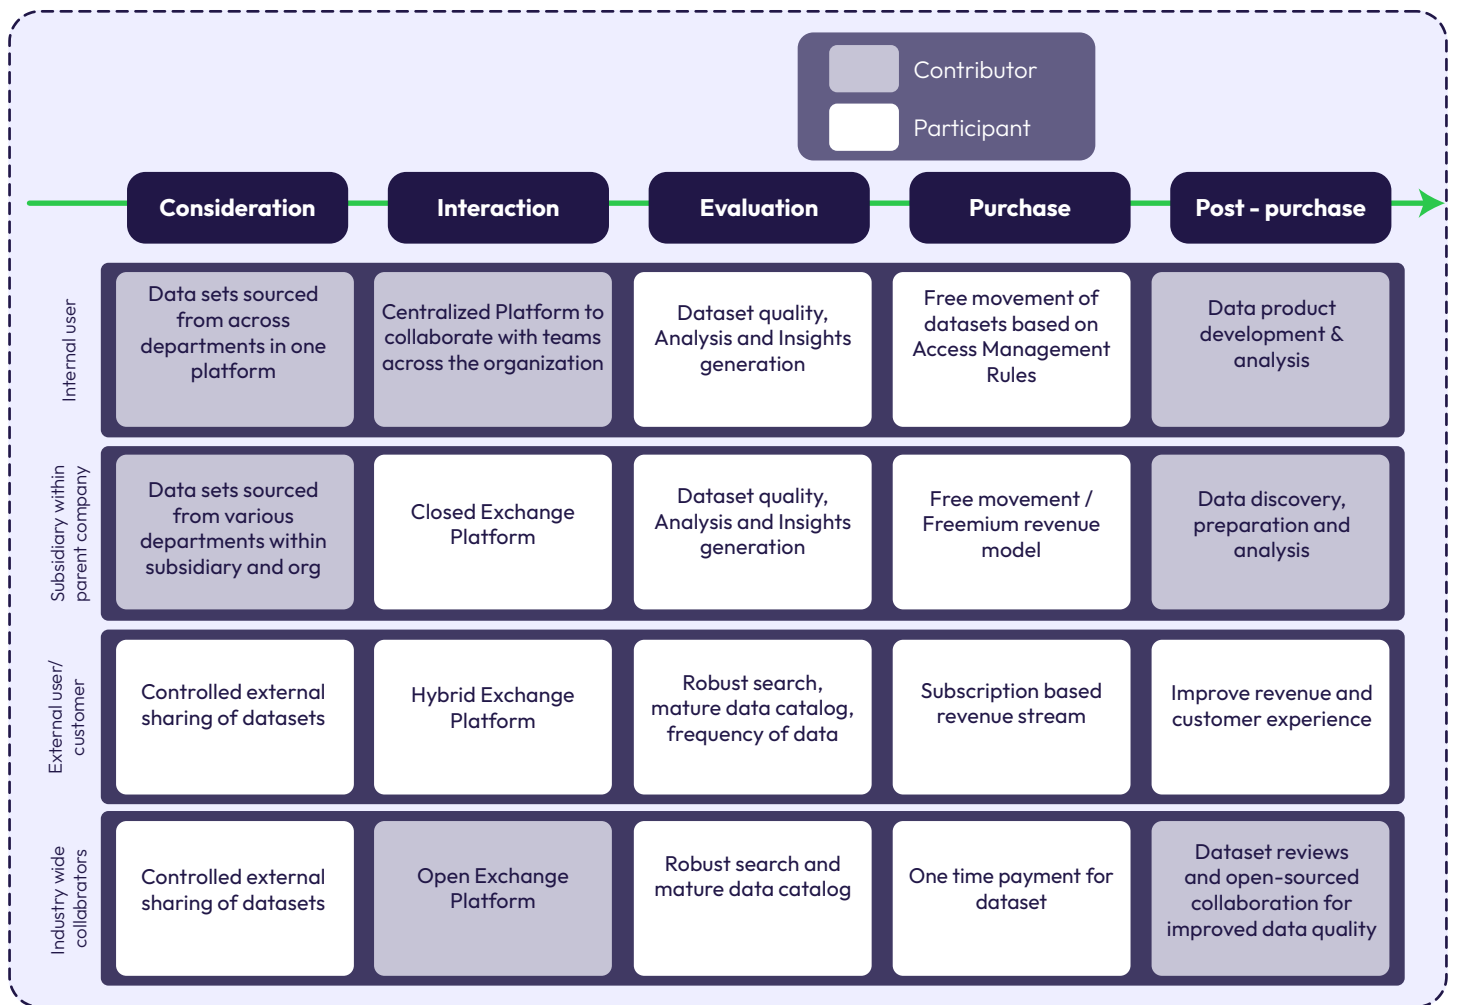 Contributor
Participant
Consideration
Interaction
Evaluation
Purchase
Post - purchase
Internal user
Data sets sourced
from across
departments in one
platform
Centralized Platform to
collaborate with teams
across the organization
Dataset quality,
Analysis and Insights
generation
Free movement of
datasets based on
Access Management
Rules
Data product
development &
analysis
Subsidiary within
parent company
Data sets sourced
from various
departments within
subsidiary and org
Closed Exchange
Platform
Dataset quality,
Analysis and Insights
generation
Free movement /
Freemium revenue
model
Data discovery,
preparation and
analysis
External user/
customer
Controlled external
sharing of datasets
Hybrid Exchange
Platform
Robust search,
mature data catalog,
frequency of data
Subscription based
revenue stream
Improve revenue and
customer experience
Industry wide
collabrators
Controlled external
sharing of datasets
Open Exchange
Platform
Robust search and
mature data catalog
One time payment for
dataset
Dataset reviews
and open-sourced
collaboration for
improved data quality